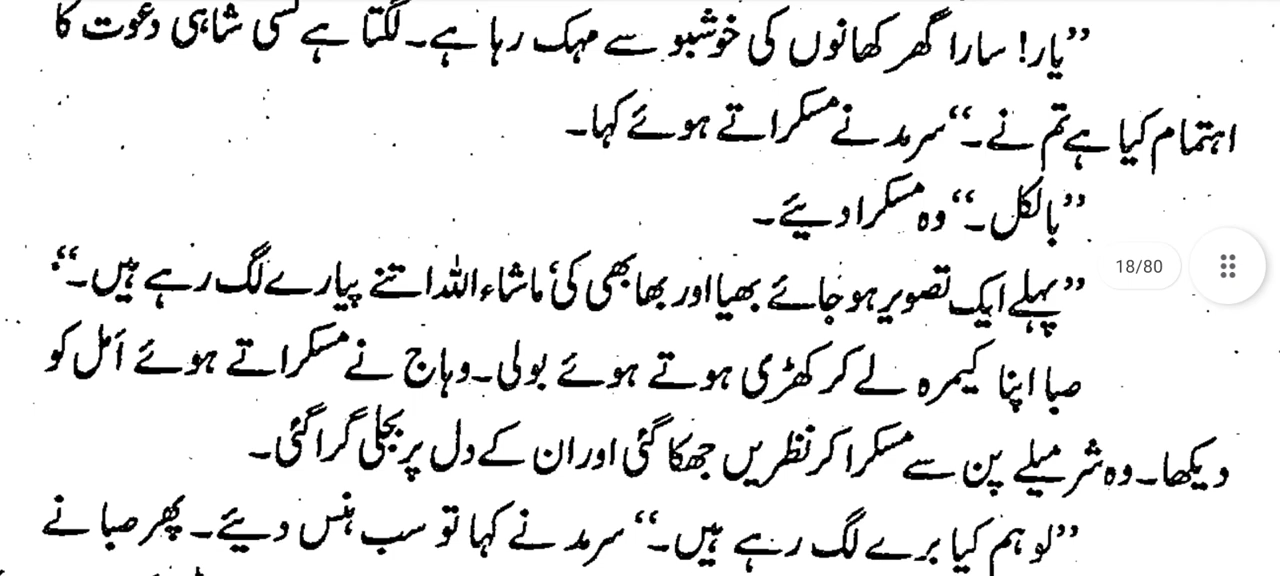 ”یار! سارا گھر کھانوں کی خوشبو سے مہک رہا ہے۔ لگتا ہے کسی شاہی دعوت کا
اہتمام کیا ہے تم نے۔“ سرمد نے مسکراتے ہوئے کہا۔
”بالکل۔“ وہ مسکرا دیئے۔
”پہلے ایک تصویر ہو جائے بھیا اور بھابھی کی‘ ماشاء اللہ اتنے پیارے لگ رہے ہیں۔“
18/80
صبا اپنا کیمرہ لے کر کھڑی ہوتے ہوئے بولی۔ وہاج نے مسکراتے ہوئے اَمل کو
دیکھا۔ وہ شرمیلے پن سے مسکرا کر نظریں جھکا گئی اور ان کے دل پر بجلی گرا گئی۔
”لو ہم کیا برے لگ رہے ہیں۔“ سرمد نے کہا تو سب ہنس دیئے۔ پھر صبا نے